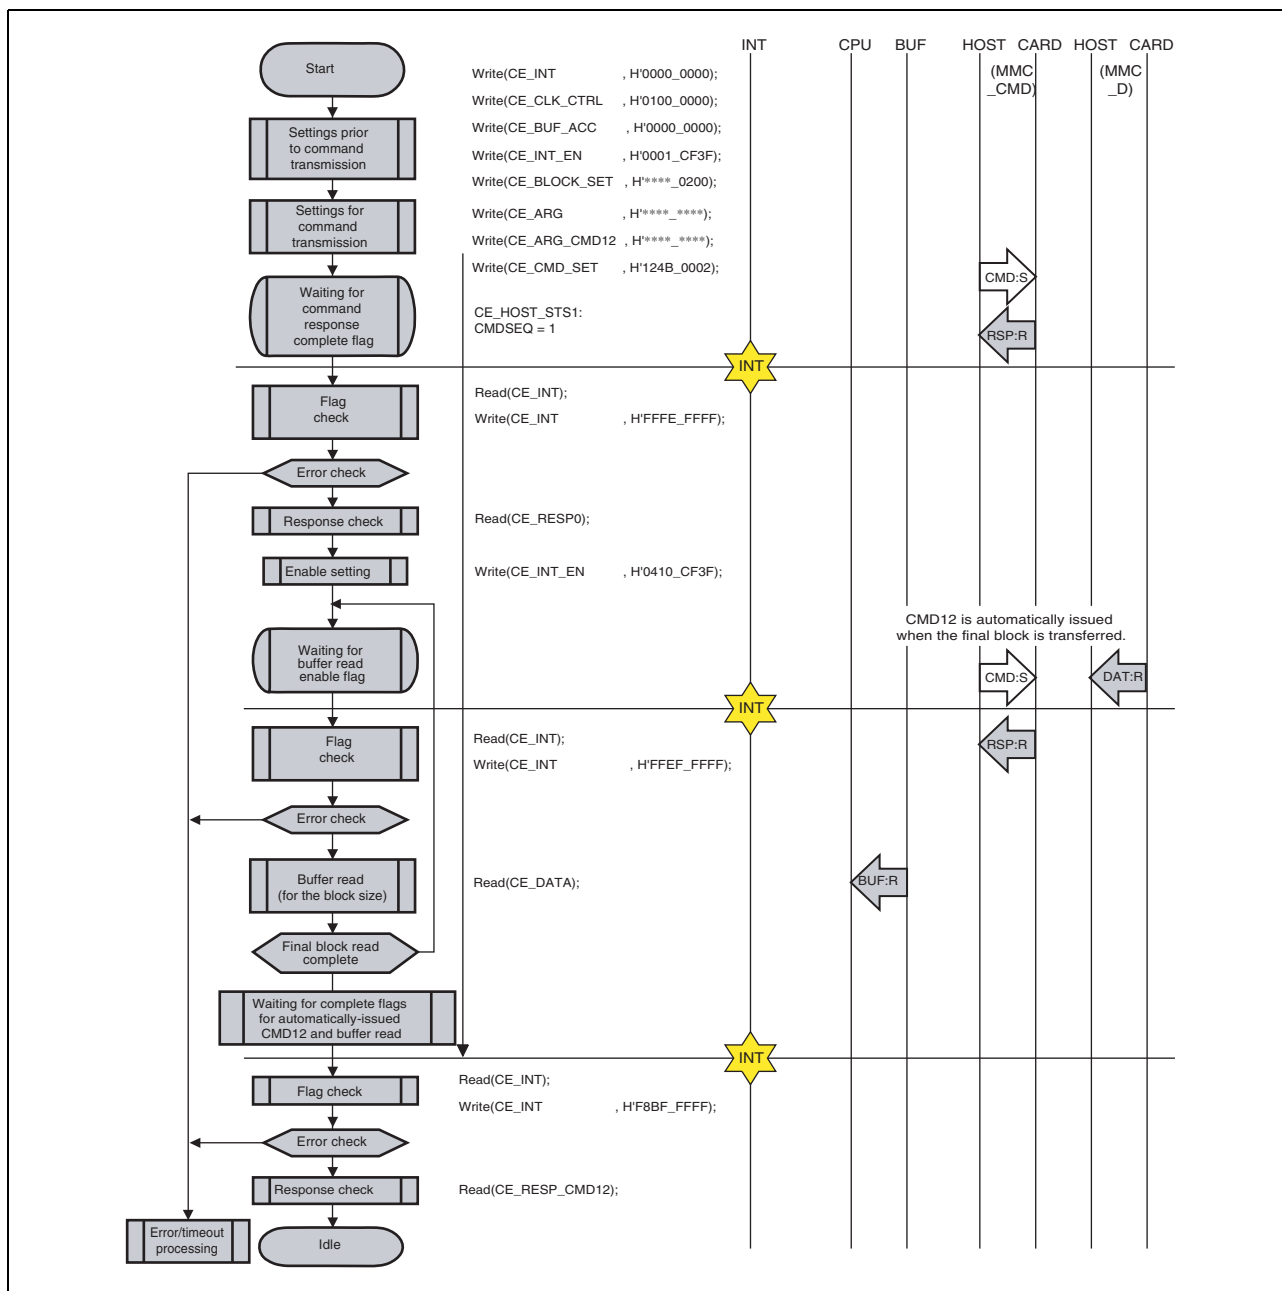 INT CPU BUF HOST CARD HOST CARD
(MMC
_CMD)
(MMC
_D)
Start
Write(CE_INT , H'0000_0000);
Write(CE_CLK_CTRL , H'0100_0000);
Settings prior
to command
transmission
Write(CE_BUF_ACC , H'0000_0000);
Write(CE_INT_EN , H'0001_CF3F);
Write(CE_BLOCK_SET , H'****_0200);
Settings for
command
transmission
Write(CE_ARG , H'****_****);
Write(CE_ARG_CMD12 , H'****_****);
Write(CE_CMD_SET , H'124B_0002);
CMD:S
Waiting for
command
response
complete flag
CE_HOST_STS1:
CMDSEQ = 1
RSP:R
INT
Flag
check
Read(CE_INT);
Write(CE_INT , H'FFFE_FFFF);
Error check
Response check
Read(CE_RESP0);
Enable setting
Write(CE_INT_EN , H'0410_CF3F);
CMD12 is automatically issued
when the final block is transferred.
Waiting for
buffer read
enable flag
CMD:S
DAT:R
INT
Flag
check
Read(CE_INT);
Write(CE_INT , H'FFEF_FFFF);
RSP:R
Error check
Buffer read
(for the block size)
Read(CE_DATA);
BUF:R
Final block read
complete
Waiting for complete flags
for automatically-issued
CMD12 and buffer read
INT
Flag check
Read(CE_INT);
Write(CE_INT , H'F8BF_FFFF);
Error check
Response check
Read(CE_RESP_CMD12);
Error/timeout
processing
Idle